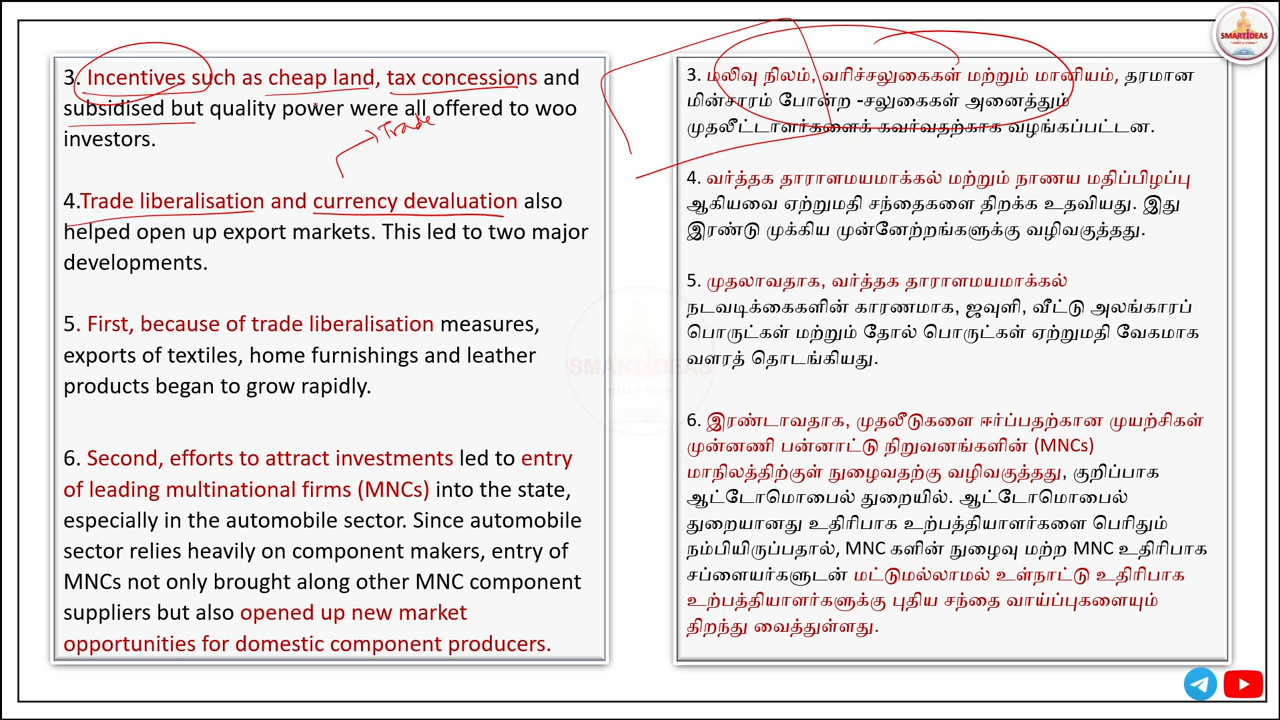 SMARTIDEAS
3. Incentives such as cheap land, tax concessions and
subsidised but quality power were all offered to woo
investors.
Trade
4.Trade liberalisation and currency devaluation also
helped open up export markets. This led to two major
developments.
5. First, because of trade liberalisation measures,
exports of textiles, home furnishings and leather
products began to grow rapidly.
6. Second, efforts to attract investments led to entry
of leading multinational firms (MNCs) into the state,
especially in the automobile sector. Since automobile
sector relies heavily on component makers, entry of
MNCs not only brought along other MNC component
suppliers but also opened up new market
opportunities for domestic component producers.
3. மலிவு நிலம், வரிச்சலுகைகள் மற்றும் மானியம், தரமான
மின்சாரம் போன்ற -சலுகைகள் அனைத்தும்
முதலீட்டாளர்களைக் கவர்வதற்காக வழங்கப்பட்டன.
4. வர்த்தக தாராளமயமாக்கல் மற்றும் நாணய மதிப்பிழப்பு
ஆகியவை ஏற்றுமதி சந்தைகளை திறக்க உதவியது. இது
இரண்டு முக்கிய முன்னேற்றங்களுக்கு வழிவகுத்தது.
5. முதலாவதாக, வர்த்தக தாராளமயமாக்கல்
நடவடிக்கைகளின் காரணமாக, ஜவுளி, வீட்டு அலங்காரப்
பொருட்கள் மற்றும் தோல் பொருட்கள் ஏற்றுமதி வேகமாக
வளரத் தொடங்கியது.
6. இரண்டாவதாக, முதலீடுகளை ஈர்ப்பதற்கான முயற்சிகள்
முன்னணி பன்னாட்டு நிறுவனங்களின் (MNCs)
மாநிலத்திற்குள் நுழைவதற்கு வழிவகுத்தது, குறிப்பாக
ஆட்டோமொபைல் துறையில். ஆட்டோமொபைல்
துறையானது உதிரிபாக உற்பத்தியாளர்களை பெரிதும்
நம்பியிருப்பதால், MNC களின் நுழைவு மற்ற MNC உதிரிபாக
சப்ளையர்களுடன் மட்டுமல்லாமல் உள்நாட்டு உதிரிபாக
உற்பத்தியாளர்களுக்கு புதிய சந்தை வாய்ப்புகளையும்
திறந்து வைத்துள்ளது.
SMARTIDEAS